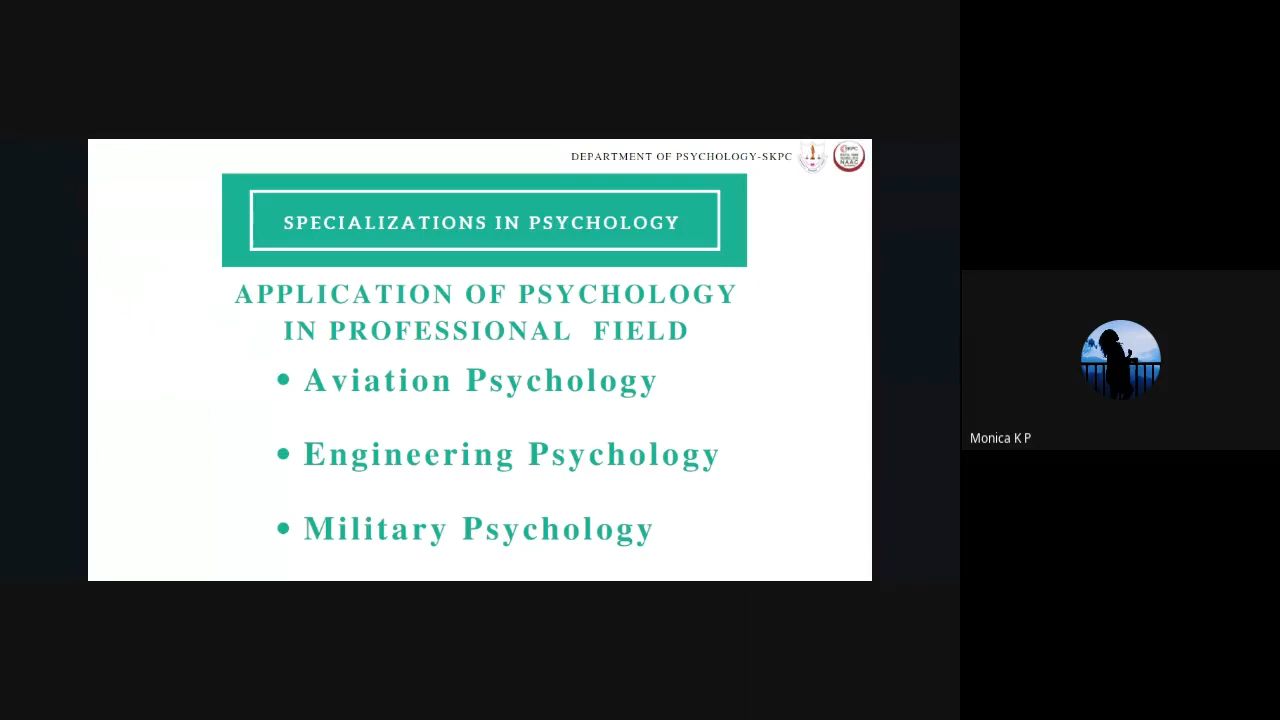 DEPARTMENT OF PSYCHOLOGY-SKPC
SPECIALIZATIONS IN PSYCHOLOGY
APPLICATION OF PSYCHOLOGY
IN PROFESSIONAL FIELD
• Aviation Psychology
• Engineering Psychology
• Military Psychology
Monica K P